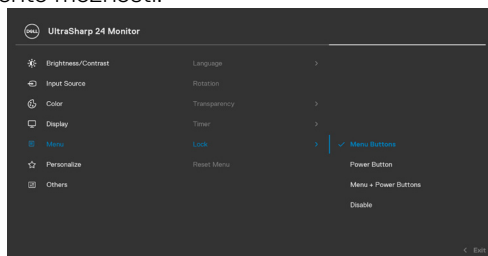 DELL
UltraSharp 24 Monitor
Brightness/Contrast
Input Source
Color
Display
Menu
Personalize
Others
Language
Rotation
Transparency
Timer
Lock
Reset Menu
Menu Buttons
Power Button
Menu + Power Buttons
Disable
Exit